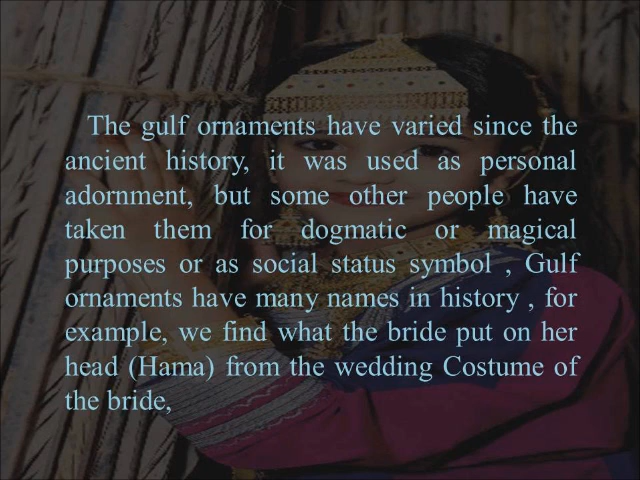 The gulf ornaments have varied since the
ancient history, it was used as personal
adornment, but some other people have
taken them for dogmatic or magical
purposes or as social status symbol , Gulf
ornaments have many names in history , for
example, we find what the bride put on her
head (Hama) from the wedding Costume of
the bride,